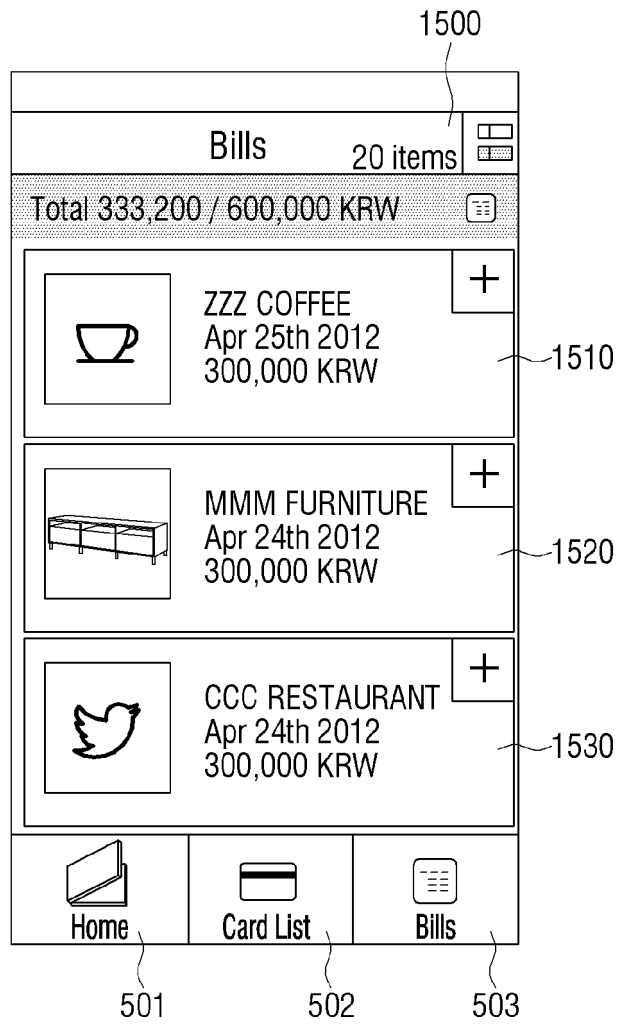 1500
Bills
20 items
Total 333,200 / 600,000 KRW
ZZZ COFFEE
Apr 25th 2012
300,000 KRW
1510
MMM FURNITURE
Apr 24th 2012
300,000 KRW
1520
CCC RESTAURANT
Apr 24th 2012
300,000 KRW
1530
Home
Card List
Bills
501
502
503